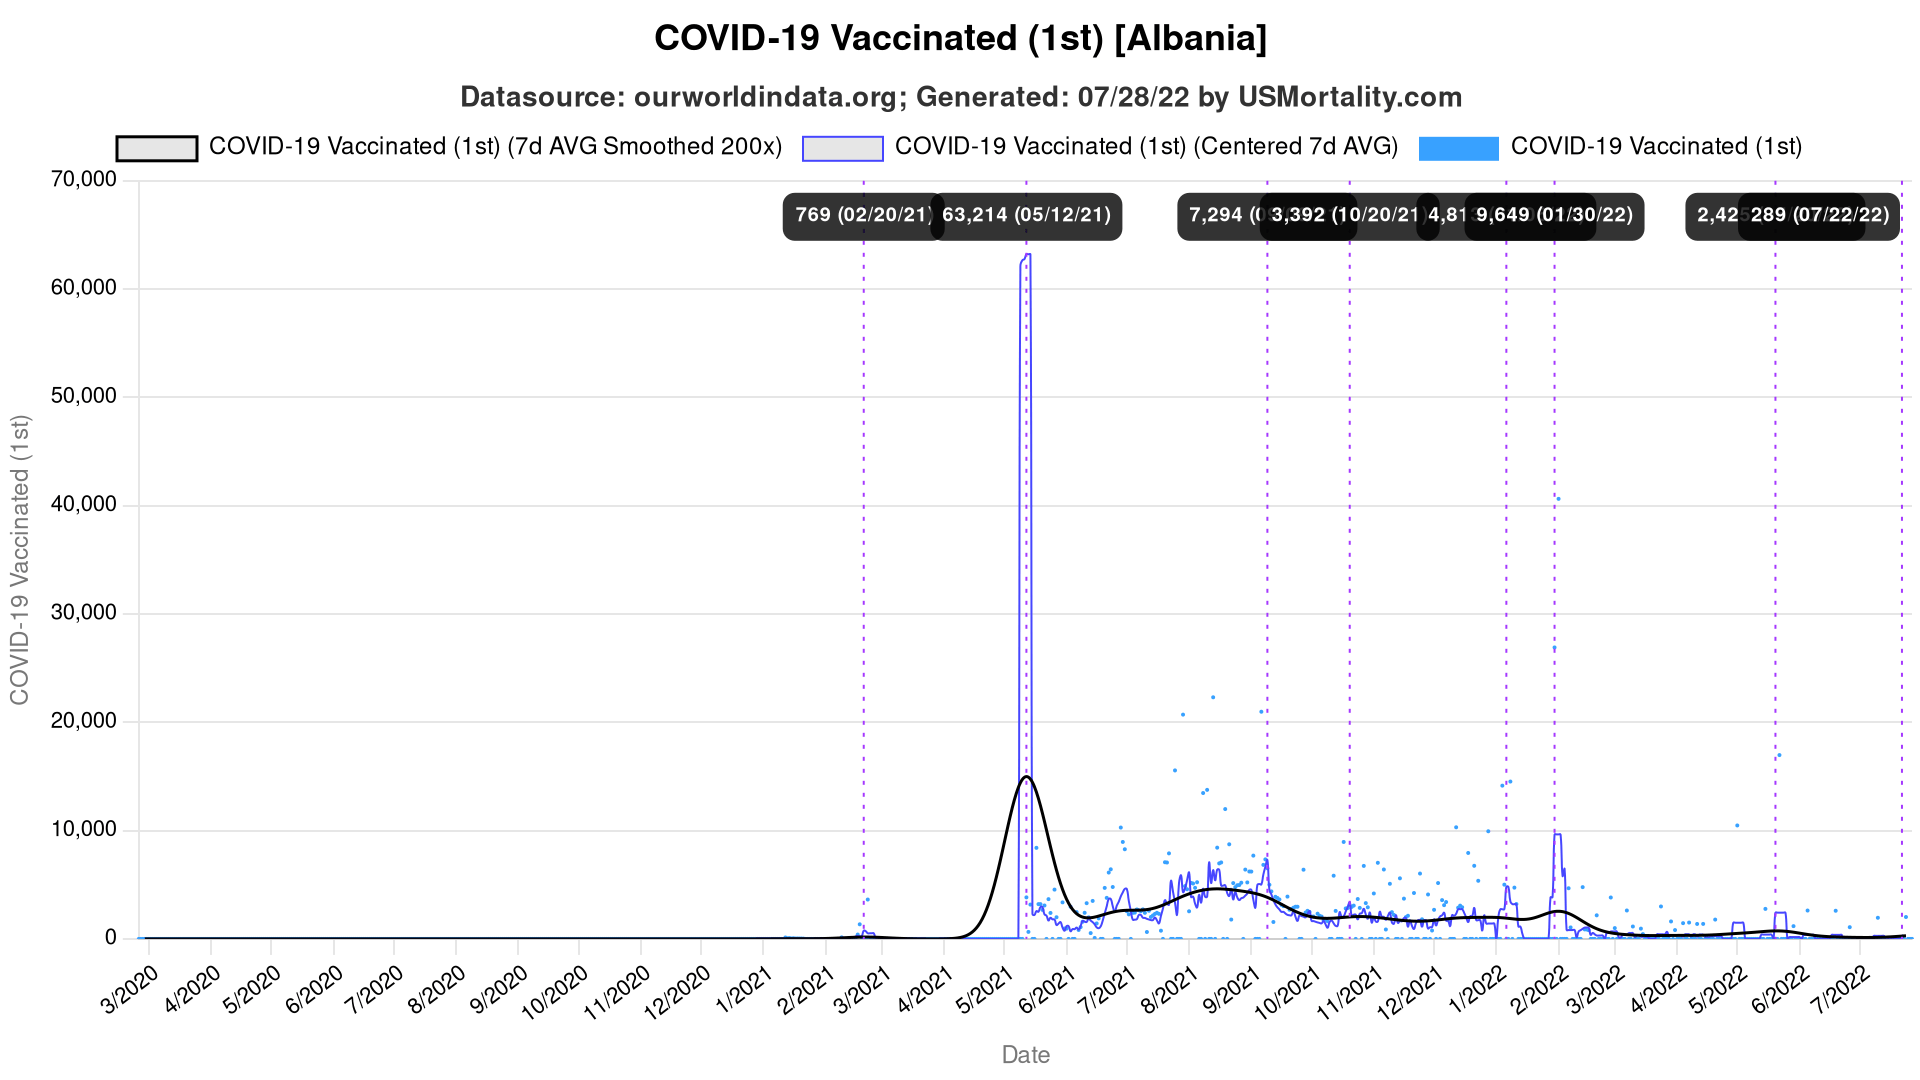 COVID-19 Vaccinated (1st) [Albania]
Datasource: ourworldindata.org; Generated: 07/28/22 by USMortality.com
COVID-19 Vaccinated (1st) (7d AVG Smoothed 200x) COVID-19 Vaccinated (1st) (Centered 7d AVG) COVID-19 Vaccinated (1st)
769 (02/20/21) 63,214 (05/12/21) 7,294 3,392 (10/20/21) 9,649 (01/30/22) 289 (07/22/22)
70,000
60,000
50,000
40,000
30,000
20,000
10,000
0
COVID-19 Vaccinated (1st)
3/2020 4/2020 5/2020 6/2020 7/2020 8/2020 9/2020 10/2020 11/2020 12/2020 1/2021 2/2021 3/2021 4/2021 5/2021 6/2021 7/2021 8/2021 9/2021 10/2021 11/2021 12/2021 1/2022 2/2022 3/2022 4/2022 5/2022 6/2022 7/2022
Date